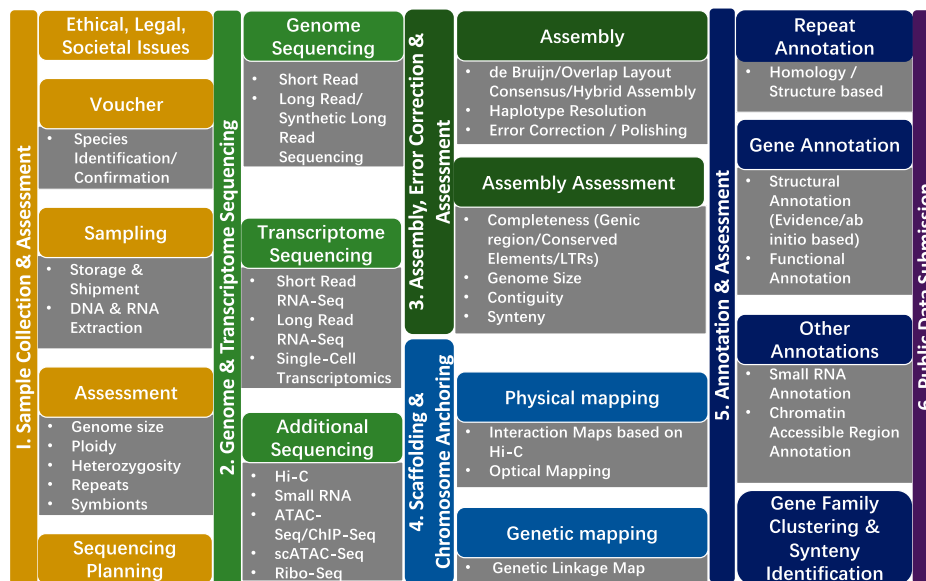 I. Sample Collection & Assessment
Ethical, Legal,
Societal Issues
Voucher
• Species
Identification/
Confirmation
Sampling
• Storage &
Shipment
• DNA & RNA
Extraction
Assessment
• Genome size
• Ploidy
• Heterozygosity
• Repeats
• Symbionts
Sequencing
Planning
2. Genome & Transcriptome Sequencing
Genome
Sequencing
• Short Read
• Long Read/
Synthetic Long
Read
Sequencing
Transcriptome
Sequencing
• Short Read
RNA-Seq
• Long Read
RNA-Seq
• Single-Cell
Transcriptomics
Additional
Sequencing
• Hi-C
• Small RNA
• ATAC-
Seq/ChIP-Seq
• scATAC-Seq
• Ribo-Seq
3. Assembly, Error Correction &
Assessment
Assembly
• de Bruijn/Overlap Layout
Consensus/Hybrid Assembly
• Haplotype Resolution
• Error Correction / Polishing
Assembly Assessment
• Completeness (Genic
region/Conserved
Elements/LTRs)
• Genome Size
• Contiguity
• Synteny
4. Scaffolding &
Chromosome Anchoring
Physical mapping
• Interaction Maps based on
Hi-C
• Optical Mapping
Genetic mapping
• Genetic Linkage Map
5. Annotation & Assessment
Repeat
Annotation
• Homology /
Structure based
Gene Annotation
• Structural
Annotation
(Evidence/ab
initio based)
• Functional
Annotation
Other
Annotations
• Small RNA
Annotation
• Chromatin
Accessible Region
Annotation
Gene Family
Clustering &
Synteny
Identification
6. Public Data Submission